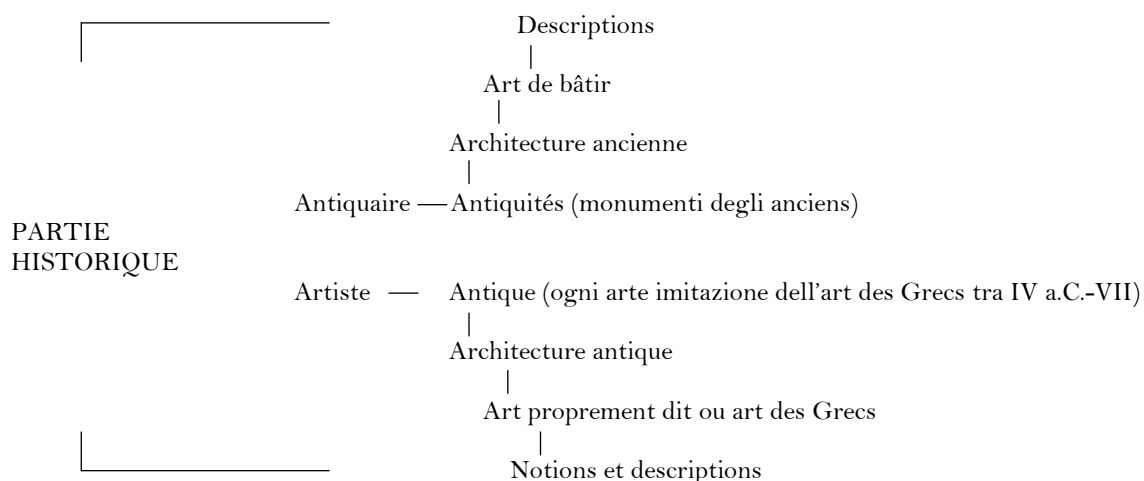 Descriptions
Art de bâtir
Architecture ancienne
Antiquaire — Antiquités (monumenti degli anciens)
PARTIE
HISTORIQUE
Artiste — Antique (ogni arte imitazione dell'art des Grecs tra IV a.C.-VII)
Architecture antique
Art proprement dit ou art des Grecs
Notions et descriptions